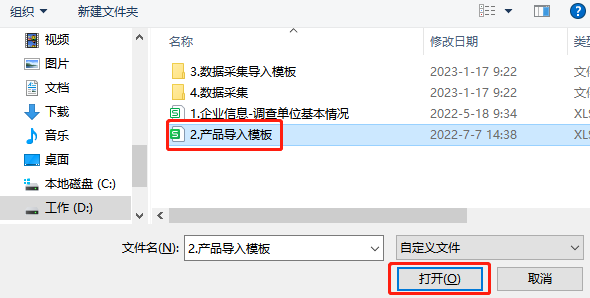 组织 新建文件夹
视频
图片
文档
下载
音乐
桌面
本地磁盘 (C:)
工作 (D:)
名称 修改日期 类型
3.数据采集导入模板 2023-1-17 9:22 文件
4.数据采集 2023-1-17 9:22 文件
1.企业信息-调查单位基本情况 2022-5-18 9:34 XLS
2.产品导入模板 2022-7-7 14:38 XLS
文件名(N): 2.产品导入模板 自定义文件
打开(O) 取消